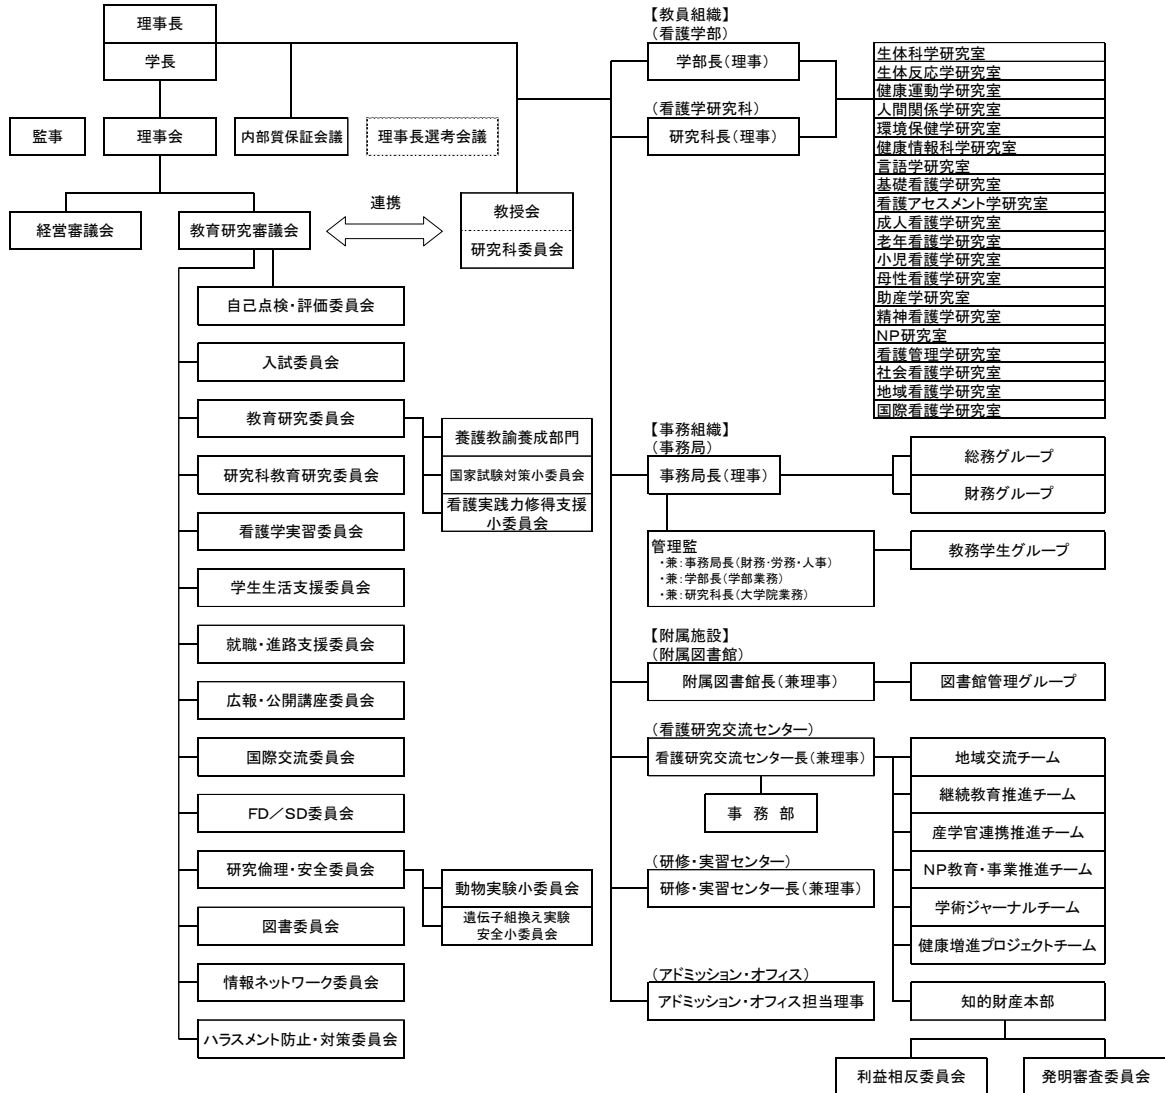 理事長
学長
監事
理事会
内部質保証会議
理事長選考会議
経営審議会
教育研究審議会
連携
教授会
研究科委員会
自己点検・評価委員会
入試委員会
教育研究委員会
養護教諭養成部門
国家試験対策小委員会
看護実践力修得支援
小委員会
研究科教育研究委員会
看護学実習委員会
学生生活支援委員会
就職・進路支援委員会
広報・公開講座委員会
国際交流委員会
FD／SD委員会
研究倫理・安全委員会
動物実験小委員会
遺伝子組換え実験
安全小委員会
図書委員会
情報ネットワーク委員会
ハラスメント防止・対策委員会
【教員組織】
（看護学部）
学部長（理事）
（看護学研究科）
研究科長（理事）
生体科学研究室
生体反応学研究室
健康運動学研究室
人間関係学研究室
環境保健学研究室
健康情報科学研究室
言語学研究室
基礎看護学研究室
看護アセスメント学研究室
成人看護学研究室
老年看護学研究室
小児看護学研究室
母性看護学研究室
助産学研究室
精神看護学研究室
NP研究室
看護管理学研究室
社会看護学研究室
地域看護学研究室
国際看護学研究室
【事務組織】
（事務局）
事務局長（理事）
総務グループ
財務グループ
管理監
・兼：事務局長（財務・労務・人事）
・兼：学部長（学部業務）
・兼：研究科長（大学院業務）
教務学生グループ
【附属施設】
（附属図書館）
附属図書館長（兼理事）
図書館管理グループ
（看護研究交流センター）
看護研究交流センター長（兼理事）
事 務 部
地域交流チーム
継続教育推進チーム
産学官連携推進チーム
NP教育・事業推進チーム
学術ジャーナルチーム
健康増進プロジェクトチーム
（研修・実習センター）
研修・実習センター長（兼理事）
（アドミッション・オフィス）
アドミッション・オフィス担当理事
知的財産本部
利益相反委員会
発明審査委員会